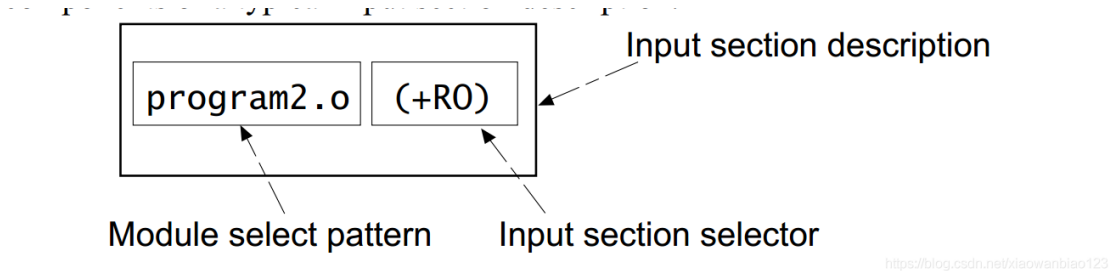 Input section description
program2.o (+RO)
Module select pattern
Input section selector
https://blog.csdn.net/xiaowanbiao123